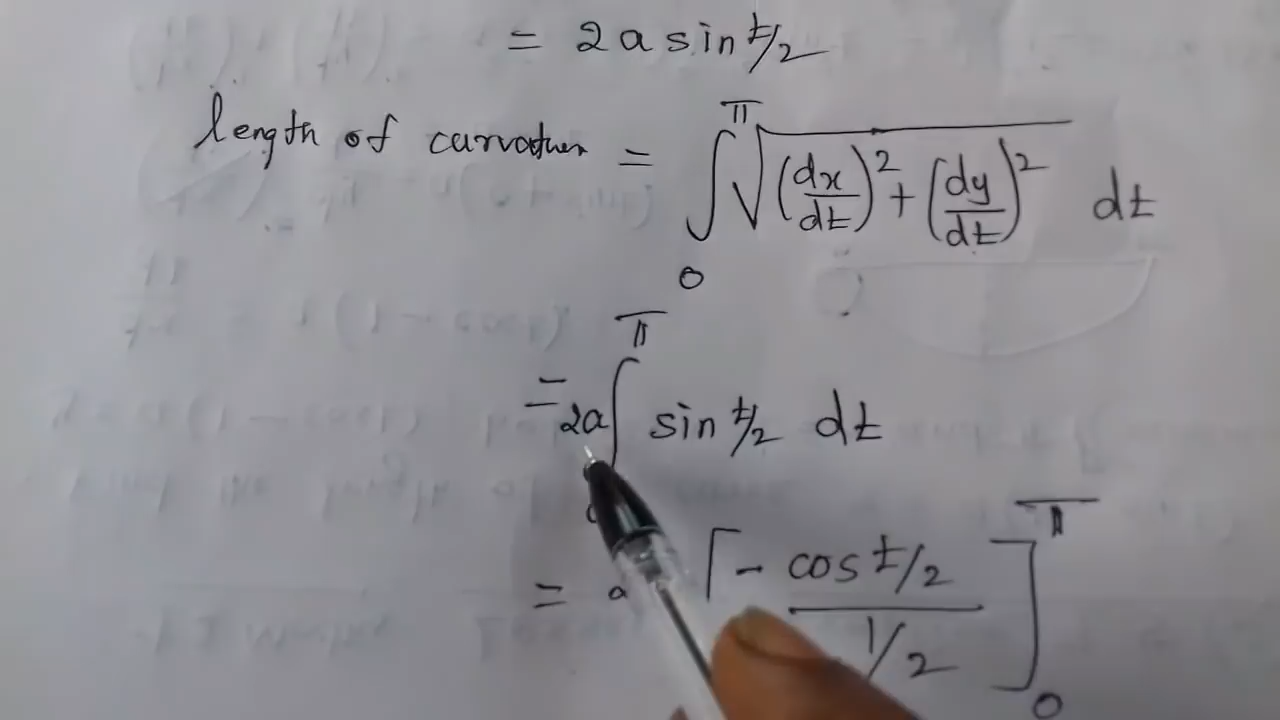 = 2a sin t/2
length of curvature = ∫₀^π √((dx/dt)² + (dy/dt)²) dt
= 2a ∫^π sin t/2 dt
= [- cos t/2 / 1/2]₀^π